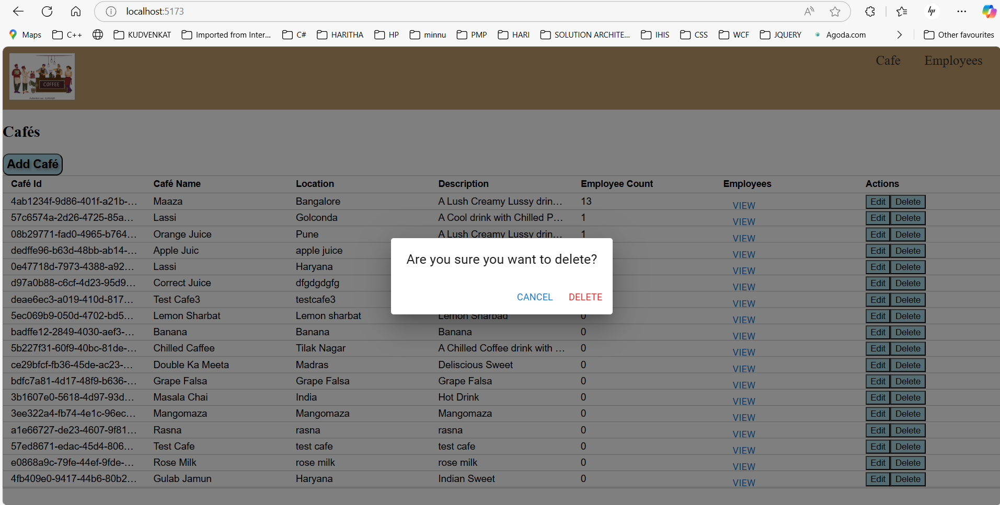 localhost:5173
Maps C++ KUDVENKAT Imported from Inter... C# HARITHA HP minnu PMP HARI SOLUTION ARCHITE... IHIS CSS WCF JQUERY Agoda.com Other favourites
COFFEE
Cafe Employees
Cafés
Add Café
Café Id Café Name Location Description Employee Count Employees Actions
4ab1234f-9d86-401f-a21b-... Maaza Bangalore A Lush Creamy Lussy drin... 13 VIEW Edit Delete
57c6574a-2d26-4725-85a... Lassi Golconda A Cool drink with Chilled P... 1 VIEW Edit Delete
08b29771-fad0-4965-b764... Orange Juice Pune A Lush Creamy Lussy drin... 1 VIEW Edit Delete
dedffe96-b63d-48bb-ab14-... Apple Juic apple juice VIEW Edit Delete
0e47718d-7973-4388-a92... Lassi Haryana VIEW Edit Delete
d97a0b88-c6cf-4d23-95d9... Correct Juice dfgdgdgfg VIEW Edit Delete
deae6ec3-a019-410d-817... Test Cafe3 testcafe3 VIEW Edit Delete
Are you sure you want to delete?
CANCEL DELETE
5ec069b9-050d-4702-bd5... Lemon Sharbat Lemon sharbat Lemon Sharbad 0 VIEW Edit Delete
badffe12-2849-4030-aef3-... Banana Banana Banana 0 VIEW Edit Delete
5b227f31-60f9-40bc-81de-... Chilled Caffee Tilak Nagar A Chilled Coffee drink with ... 0 VIEW Edit Delete
ce29bfcf-fb36-45de-ac23-... Double Ka Meeta Madras Deliscious Sweet 0 VIEW Edit Delete
bdfc7a81-4d17-48f9-b636-... Grape Falsa Grape Falsa Grape Falsa 0 VIEW Edit Delete
3b1607e0-5618-4d97-93d... Masala Chai India Hot Drink 0 VIEW Edit Delete
3ee322a4-fb74-4e1c-96ec... Mangomaza Mangomaza Mangomaza 0 VIEW Edit Delete
a1e66727-de23-4607-9f81... Rasna rasna rasna 0 VIEW Edit Delete
57ed8671-edac-45d4-806... Test Cafe test cafe test cafe 0 VIEW Edit Delete
e0868a9c-79fe-44ef-9fde-... Rose Milk rose milk rose milk 0 VIEW Edit Delete
4fb409e0-9417-44b6-80b2... Gulab Jamun Haryana Indian Sweet 0 VIEW Edit Delete